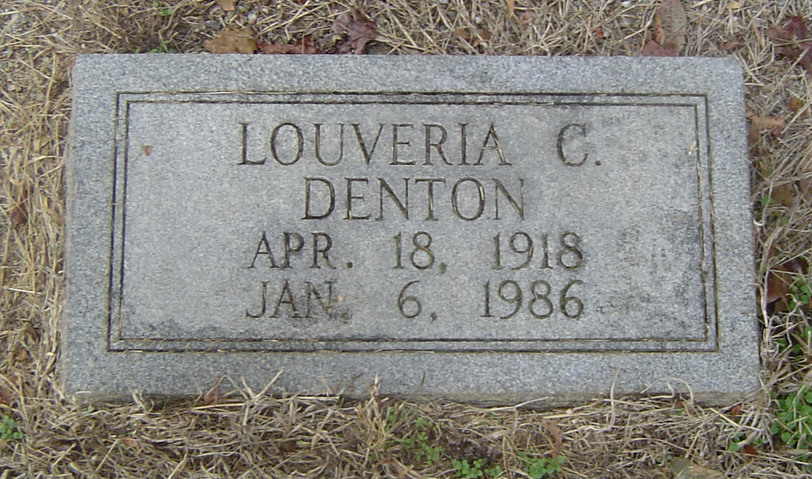 LOUVERIA C.
DENTON
APR. 18, 1918
JAN. 6, 1986